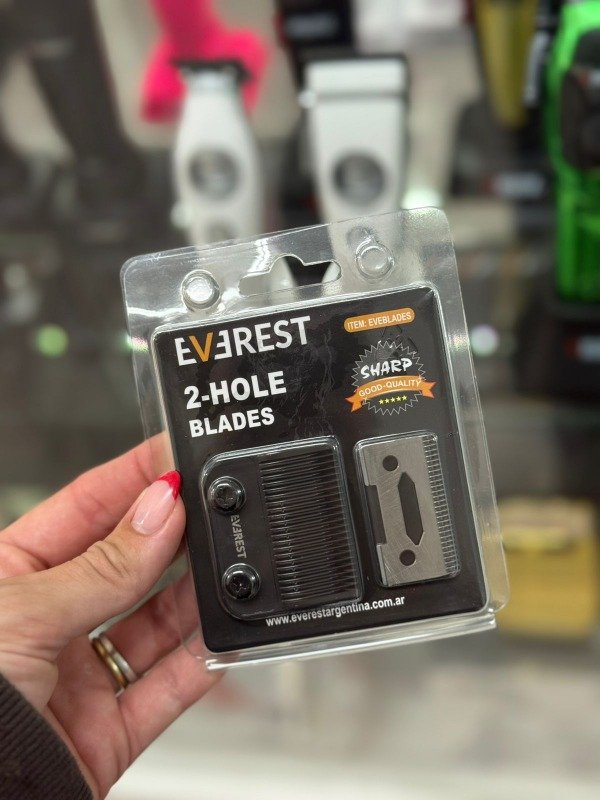 EVEREST
ITEM: EVEBLADES
2-HOLE
BLADES
SHARP
GOOD-QUALITY
EVEREST
www.everestargentina.com.ar